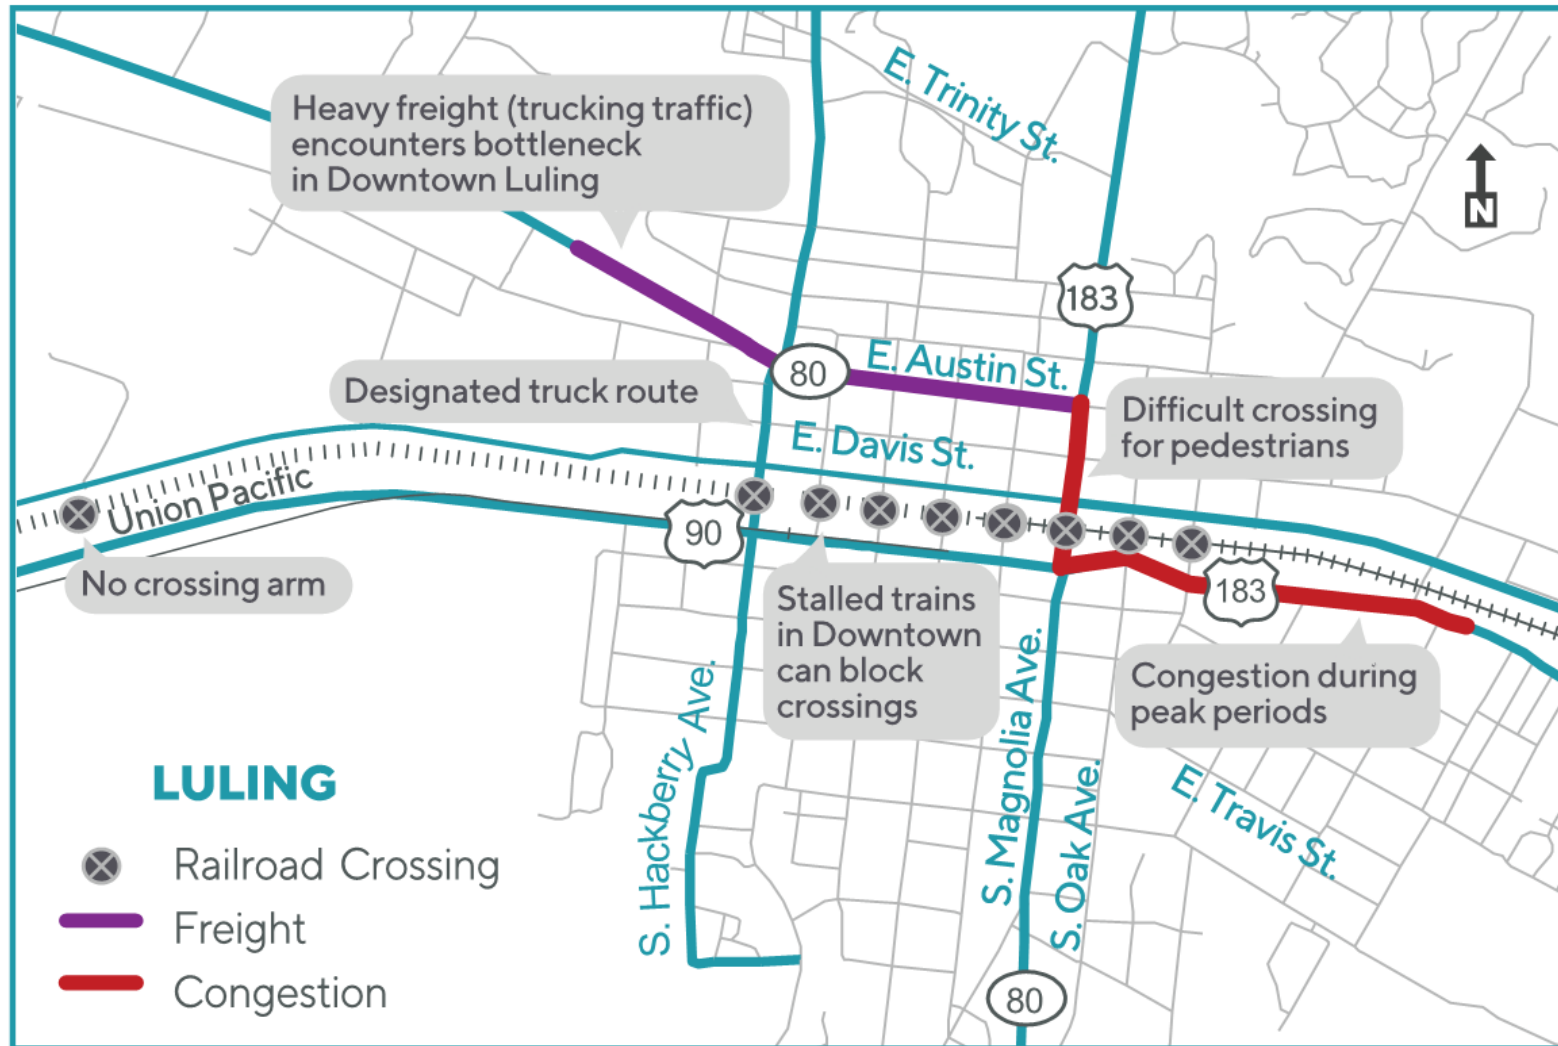 E. Trinity St.
Heavy freight (trucking traffic)
encounters bottleneck
in Downtown Luling
N
183
80
E. Austin St.
Designated truck route
Difficult crossing
for pedestrians
E. Davis St.
Union Pacific
90
No crossing arm
Stalled trains
in Downtown
can block
crossings
183
Congestion during
peak periods
S. Hackberry Ave.
S. Magnolia Ave.
S. Oak Ave.
E. Travis St.
80
LULING
Railroad Crossing
Freight
Congestion